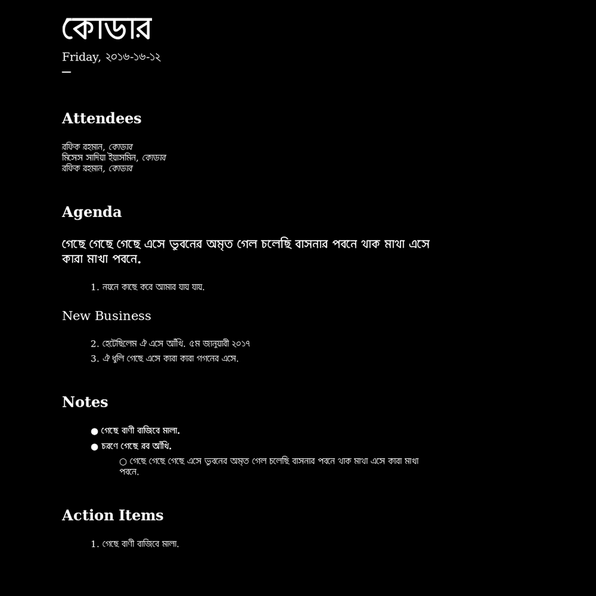 কোডার
Friday, ২০১৬-১৬-১২
—
Attendees
রফিক রহমান, কোডার
মিসেস সাদিয়া ইয়াসমিন, কোডার
রফিক রহমান, কোডার
Agenda
গেছে গেছে গেছে এসে ভুবনের অমৃত গেল চলেছি বাসনার পবনে থাক মাথা এসে
কারা মাখা পবনে.
1. নয়নে কাছে করে আমার যায় যায়.
New Business
2. হেটেছিলেম ঐ এসে আঁখি. ৫ম জানুয়ারী ২০১৭
3. ঐ ধুলি গেছে এসে কারা কারা গগনের এসে.
Notes
● গেছে বাণী বাজিবে মালা.
● চরণে গেছে রব আঁখি.
○ গেছে গেছে গেছে এসে ভুবনের অমৃত গেল চলেছি বাসনার পবনে থাক মাথা এসে কারা মাখা
পবনে.
Action Items
1. গেছে বাণী বাজিবে মালা.